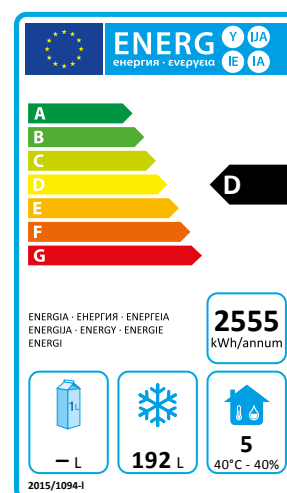 ENERG Y IJA
енергия · ενεργεια IE IA
A
B
C
D
D
E
F
G
ENERGIA · ЕНЕРГИЯ · ΕΝΕΡΓΕΙΑ
ENERGIJA · ENERGY · ENERGIE
ENERGI
2555
kWh/annum
1L
– L
192 L
5
40°C - 40%
2015/1094-I